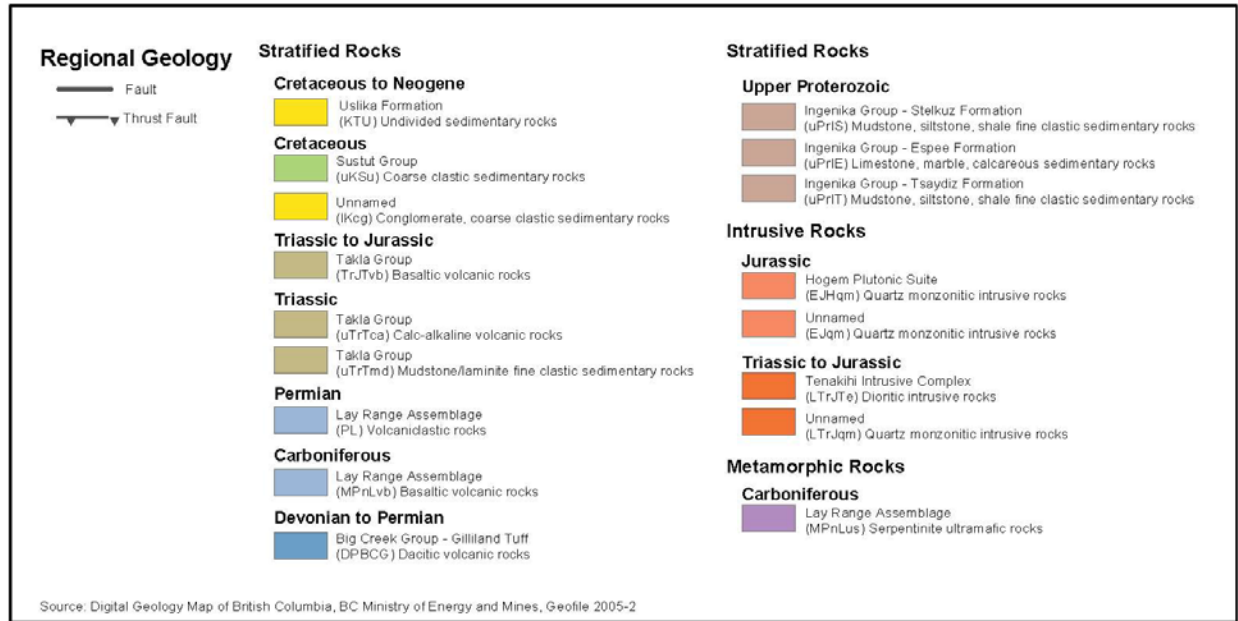 Regional Geology
Fault
Thrust Fault
Stratified Rocks
Cretaceous to Neogene
Uslika Formation
(KTU) Undivided sedimentary rocks
Cretaceous
Sustut Group
(uKSu) Coarse clastic sedimentary rocks
Unnamed
(lKcg) Conglomerate, coarse clastic sedimentary rocks
Triassic to Jurassic
Takla Group
(TrJTvb) Basaltic volcanic rocks
Triassic
Takla Group
(uTrTca) Calc-alkaline volcanic rocks
Takla Group
(uTrTmd) Mudstone/laminite fine clastic sedimentary rocks
Permian
Lay Range Assemblage
(PL) Volcaniclastic rocks
Carboniferous
Lay Range Assemblage
(MPnLvb) Basaltic volcanic rocks
Devonian to Permian
Big Creek Group - Gilliland Tuff
(DPBCG) Dacitic volcanic rocks
Stratified Rocks
Upper Proterozoic
Ingenika Group - Stelkuz Formation
(uPrIS) Mudstone, siltstone, shale fine clastic sedimentary rocks
Ingenika Group - Espee Formation
(uPrIE) Limestone, marble, calcareous sedimentary rocks
Ingenika Group - Tsaydiz Formation
(uPrIT) Mudstone, siltstone, shale fine clastic sedimentary rocks
Intrusive Rocks
Jurassic
Hogem Plutonic Suite
(EJHqm) Quartz monzonitic intrusive rocks
Unnamed
(EJqm) Quartz monzonitic intrusive rocks
Triassic to Jurassic
Tenakihi Intrusive Complex
(LTrJTe) Dioritic intrusive rocks
Unnamed
(LTrJqm) Quartz monzonitic intrusive rocks
Metamorphic Rocks
Carboniferous
Lay Range Assemblage
(MPnLus) Serpentinite ultramafic rocks
Source: Digital Geology Map of British Columbia, BC Ministry of Energy and Mines, Geofile 2005-2